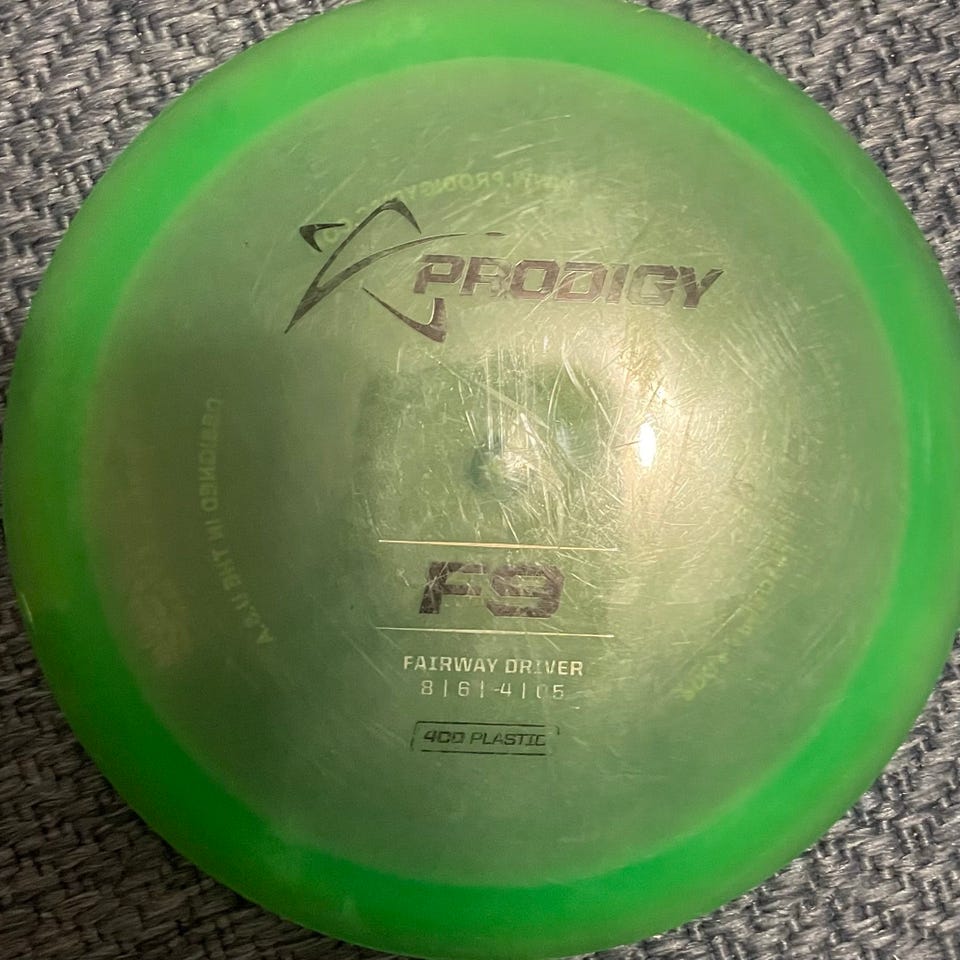 PRODIGY
F9
FAIRWAY DRIVER
8 | 6 | -4 | 0.5
400 PLASTIC
DESIGNED IN THE U.S.A